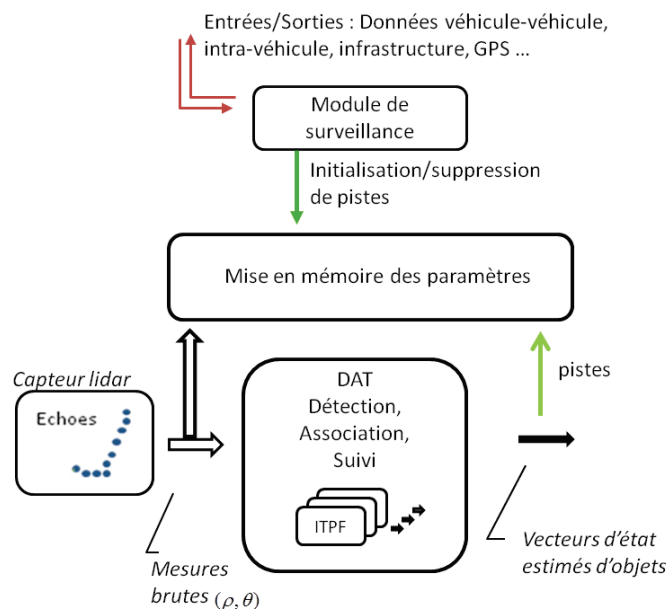 Entrées/Sorties : Données véhicule-véhicule,
intra-véhicule, infrastructure, GPS ...
Module de
surveillance
Initialisation/suppression
de pistes
Mise en mémoire des paramètres
Capteur lidar
Echoes
DAT
Détection,
Association,
Suivi
ITPF
pistes
Mesures
brutes (ρ,θ)
Vecteurs d'état
estimés d'objets